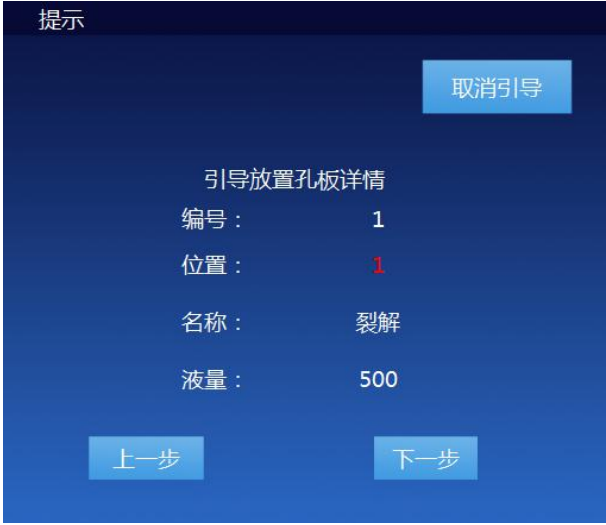 提示
取消引导
引导放置孔板详情
编号： 1
位置： 1
名称： 裂解
液量： 500
上一步 下一步